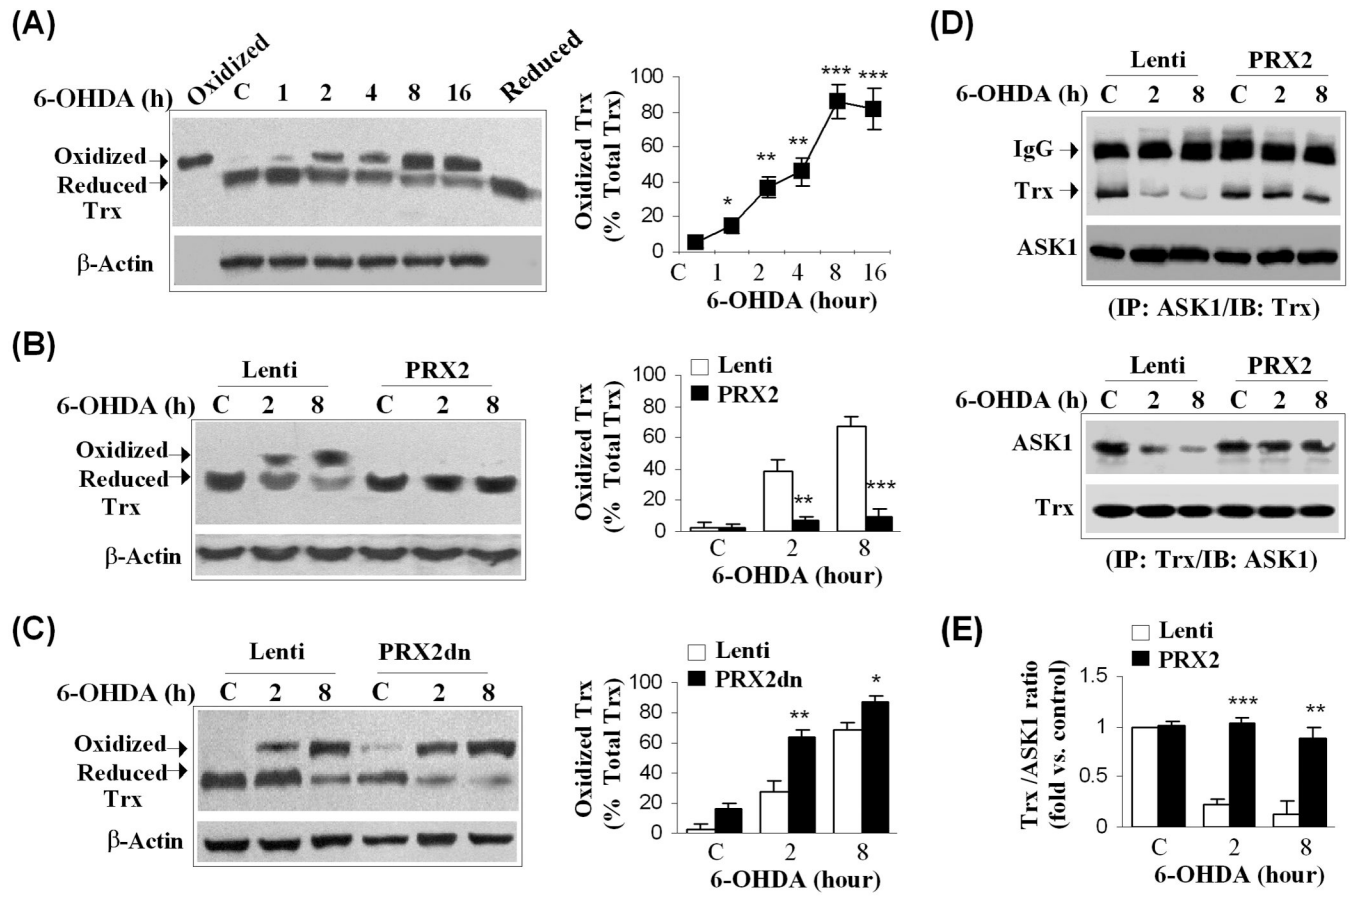 (A)
6-OHDA (h) Oxidized C 1 2 4 8 16 Reduced
Oxidized
Reduced
Trx
β-Actin
Oxidized Trx
(% Total Trx)
100
80
60
40
20
0
* ** ** *** ***
C 1 2 4 8 16
6-OHDA (hour)
(B)
Lenti PRX2
6-OHDA (h) C 2 8 C 2 8
Oxidized
Reduced
Trx
β-Actin
Lenti
PRX2
Oxidized Trx
(% Total Trx)
100
80
60
40
20
0
** ***
C 2 8
6-OHDA (hour)
(C)
Lenti PRX2dn
6-OHDA (h) C 2 8 C 2 8
Oxidized
Reduced
Trx
β-Actin
Lenti
PRX2dn
Oxidized Trx
(% Total Trx)
100
80
60
40
20
0
** *
C 2 8
6-OHDA (hour)
(D)
Lenti PRX2
6-OHDA (h) C 2 8 C 2 8
IgG
Trx
ASK1
(IP: ASK1/IB: Trx)
Lenti PRX2
6-OHDA (h) C 2 8 C 2 8
ASK1
Trx
(IP: Trx/IB: ASK1)
(E)
Lenti
PRX2
Trx /ASK1 ratio
(fold vs. control)
1.5
1
0.5
0
*** **
C 2 8
6-OHDA (hour)